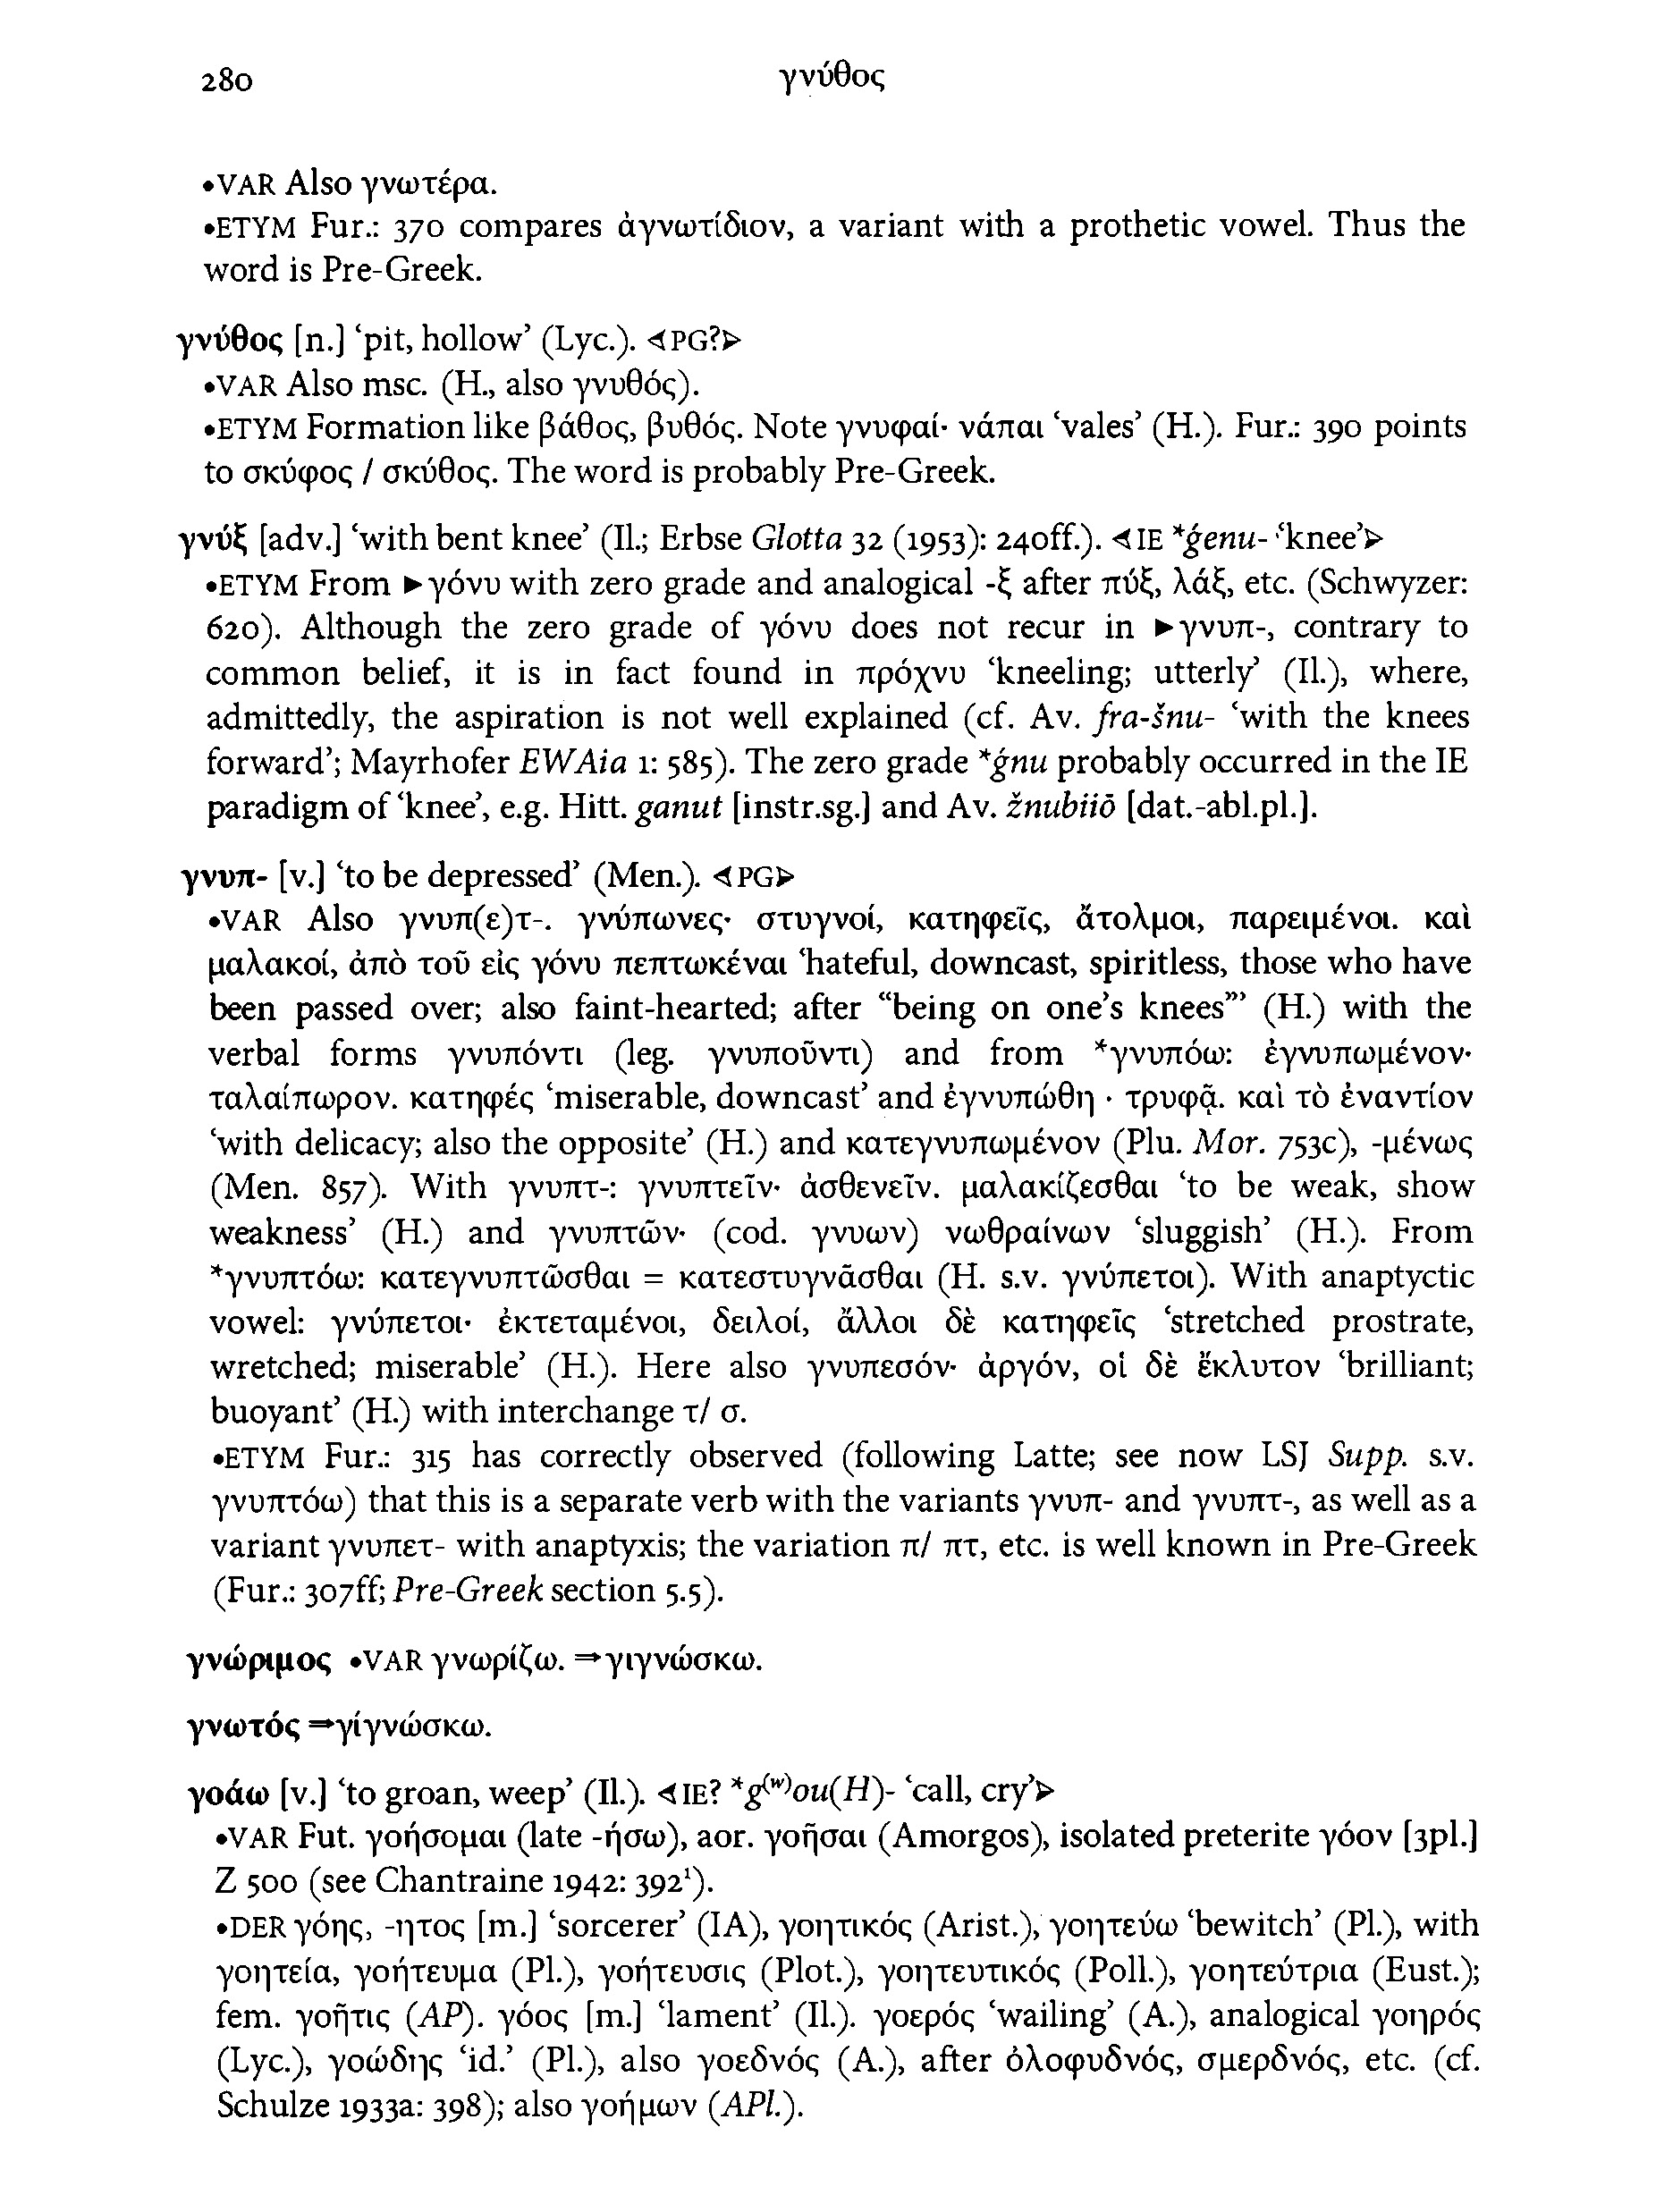 280 γνύθος
•VAR Also γνωτέρα.
•ETYM Fur.: 370 compares ἀγνωτίδιον, a variant with a prothetic vowel. Thus the
word is Pre-Greek.
γνύθος [n.] ‘pit, hollow’ (Lyc.). ◁PG?▷
•VAR Also msc. (H., also γνυθός).
•ETYM Formation like βάθος, βυθός. Note γνυφαί· νάπαι ‘vales’ (H.). Fur.: 390 points
to σκύφος / σκύθος. The word is probably Pre-Greek.
γνύξ [adv.] ‘with bent knee’ (Il.; Erbse Glotta 32 (1953): 240ff.). ◁IE *ǵenu- ‘knee’▷
•ETYM From ►γόνυ with zero grade and analogical -ξ after πύξ, λάξ, etc. (Schwyzer:
620). Although the zero grade of γόνυ does not recur in ►γνυπ-, contrary to
common belief, it is in fact found in πρόχνυ ‘kneeling; utterly’ (Il.), where,
admittedly, the aspiration is not well explained (cf. Av. fra-šnu- ‘with the knees
forward’; Mayrhofer EWAia 1: 585). The zero grade *ǵnu probably occurred in the IE
paradigm of ‘knee’, e.g. Hitt. ganut [instr.sg.] and Av. žnubiiō [dat.-abl.pl.].
γνυπ- [v.] ‘to be depressed’ (Men.). ◁PG▷
•VAR Also γνυπ(ε)τ-. γνύπωνες· στυγνοί, κατηφεῖς, ἄτολμοι, παρειμένοι. καὶ
μαλακοί, ἀπὸ τοῦ εἰς γόνυ πεπτωκέναι ‘hateful, downcast, spiritless, those who have
been passed over; also faint-hearted; after “being on one’s knees”’ (H.) with the
verbal forms γνυπόντι (leg. γνυποῦντι) and from *γνυπόω: ἐγνυπωμένον·
ταλαίπωρον. κατηφές ‘miserable, downcast’ and ἐγνυπώθη · τρυφᾷ. καὶ τὸ ἐναντίον
‘with delicacy; also the opposite’ (H.) and κατεγνυπωμένον (Plu. Mor. 753c), -μένως
(Men. 857). With γνυπτ-: γνυπτεῖν· ἀσθενεῖν. μαλακίζεσθαι ‘to be weak, show
weakness’ (H.) and γνυπτῶν· (cod. γνυων) νωθραίνων ‘sluggish’ (H.). From
*γνυπτόω: κατεγνυπτῶσθαι = κατεστυγνᾶσθαι (H. s.v. γνύπετοι). With anaptyctic
vowel: γνύπετοι· ἐκτεταμένοι, δειλοί, ἄλλοι δὲ κατηφεῖς ‘stretched prostrate,
wretched; miserable’ (H.). Here also γνυπεσόν· ἀργόν, οἱ δὲ ἔκλυτον ‘brilliant;
buoyant’ (H.) with interchange τ/ σ.
•ETYM Fur.: 315 has correctly observed (following Latte; see now LSJ Supp. s.v.
γνυπτόω) that this is a separate verb with the variants γνυπ- and γνυπτ-, as well as a
variant γνυπετ- with anaptyxis; the variation π/ πτ, etc. is well known in Pre-Greek
(Fur.: 307ff; Pre-Greek section 5.5).
γνώριμος •VAR γνωρίζω. ⇒γιγνώσκω.
γνωτός ⇒γίγνώσκω.
γοάω [v.] ‘to groan, weep’ (Il.). ◁IE? *g⁽ʷ⁾ou(H)- ‘call, cry’▷
•VAR Fut. γοήσομαι (late -ήσω), aor. γοῆσαι (Amorgos), isolated preterite γόον [3pl.]
Ζ 500 (see Chantraine 1942: 392¹).
•DER γόης, -ητος [m.] ‘sorcerer’ (IA), γοητικός (Arist.), γοητεύω ‘bewitch’ (Pl.), with
γοητεία, γοήτευμα (Pl.), γοήτευσις (Plot.), γοητευτικός (Poll.), γοητεύτρια (Eust.);
fem. γοῆτις (AP). γόος [m.] ‘lament’ (Il.). γοερός ‘wailing’ (A.), analogical γοηρός
(Lyc.), γοώδης ‘id.’ (Pl.), also γοεδνός (A.), after ὀλοφυδνός, σμερδνός, etc. (cf.
Schulze 1933a: 398); also γοήμων (APl.).